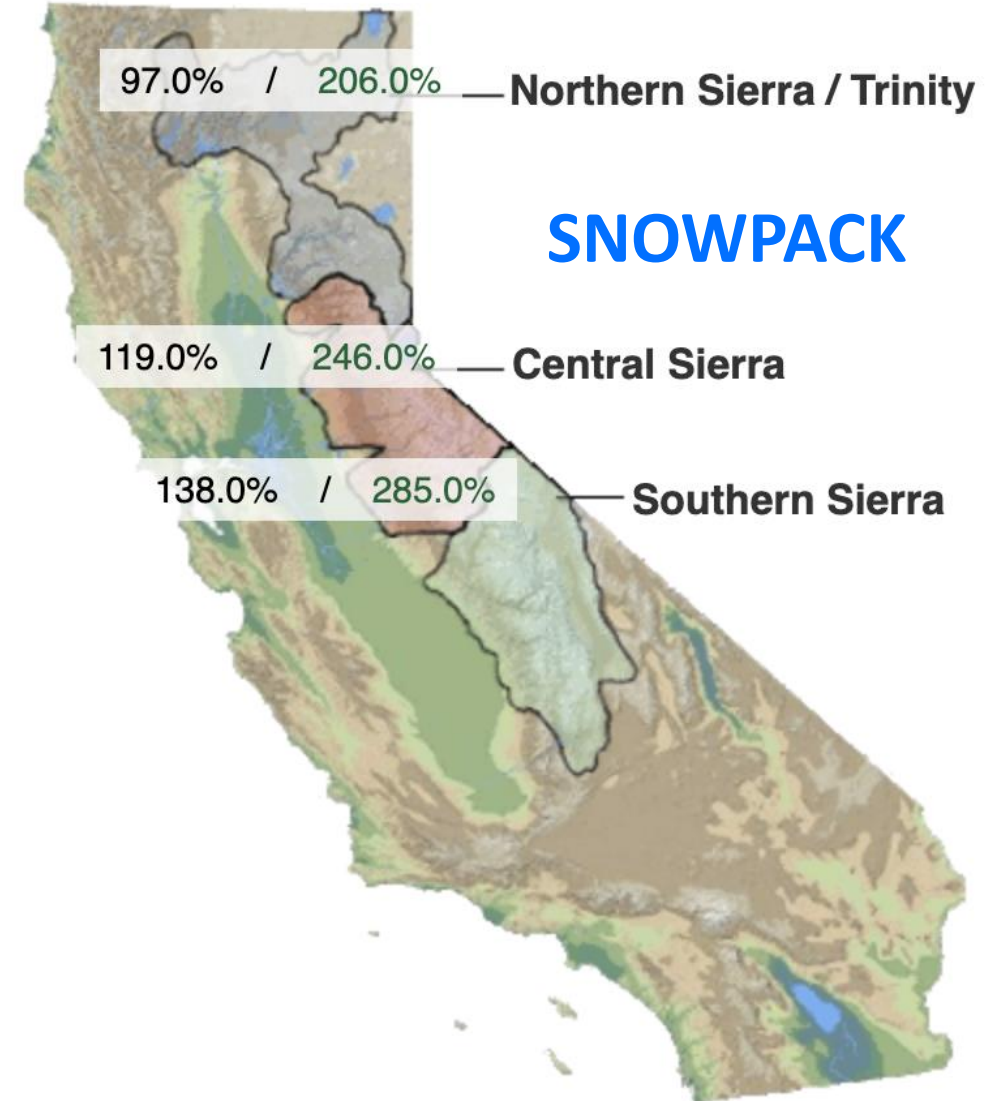 97.0% / 206.0% Northern Sierra / Trinity
SNOWPACK
119.0% / 246.0% Central Sierra
138.0% / 285.0% Southern Sierra